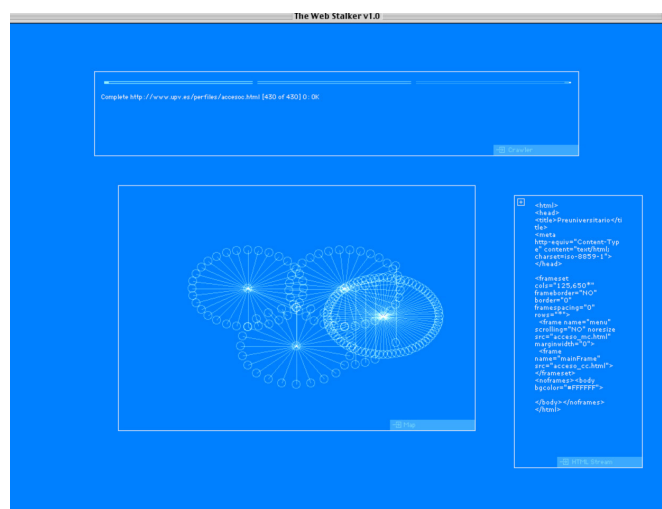 The Web Stalker v1.0
Complete http://www.upv.es/perfiles/accesoc.html [430 of 430] 0 : OK
Crawler
Map
<html>
<head>
<title>Preuniversitario</ti
tle>
<meta
http-equiv="Content-Typ
e" content="text/html;
charset=iso-8859-1">
</head>
<frameset
cols="125,650*"
frameborder="NO"
border="0"
framespacing="0"
rows="*">
<frame name="menu"
scrolling="NO" noresize
src="acceso_mc.html"
marginwidth="0">
<frame
name="mainFrame"
src="acceso_cc.html">
</frameset>
<noframes><body
bgcolor="#FFFFFF">
</body></noframes>
</html>
HTML Stream